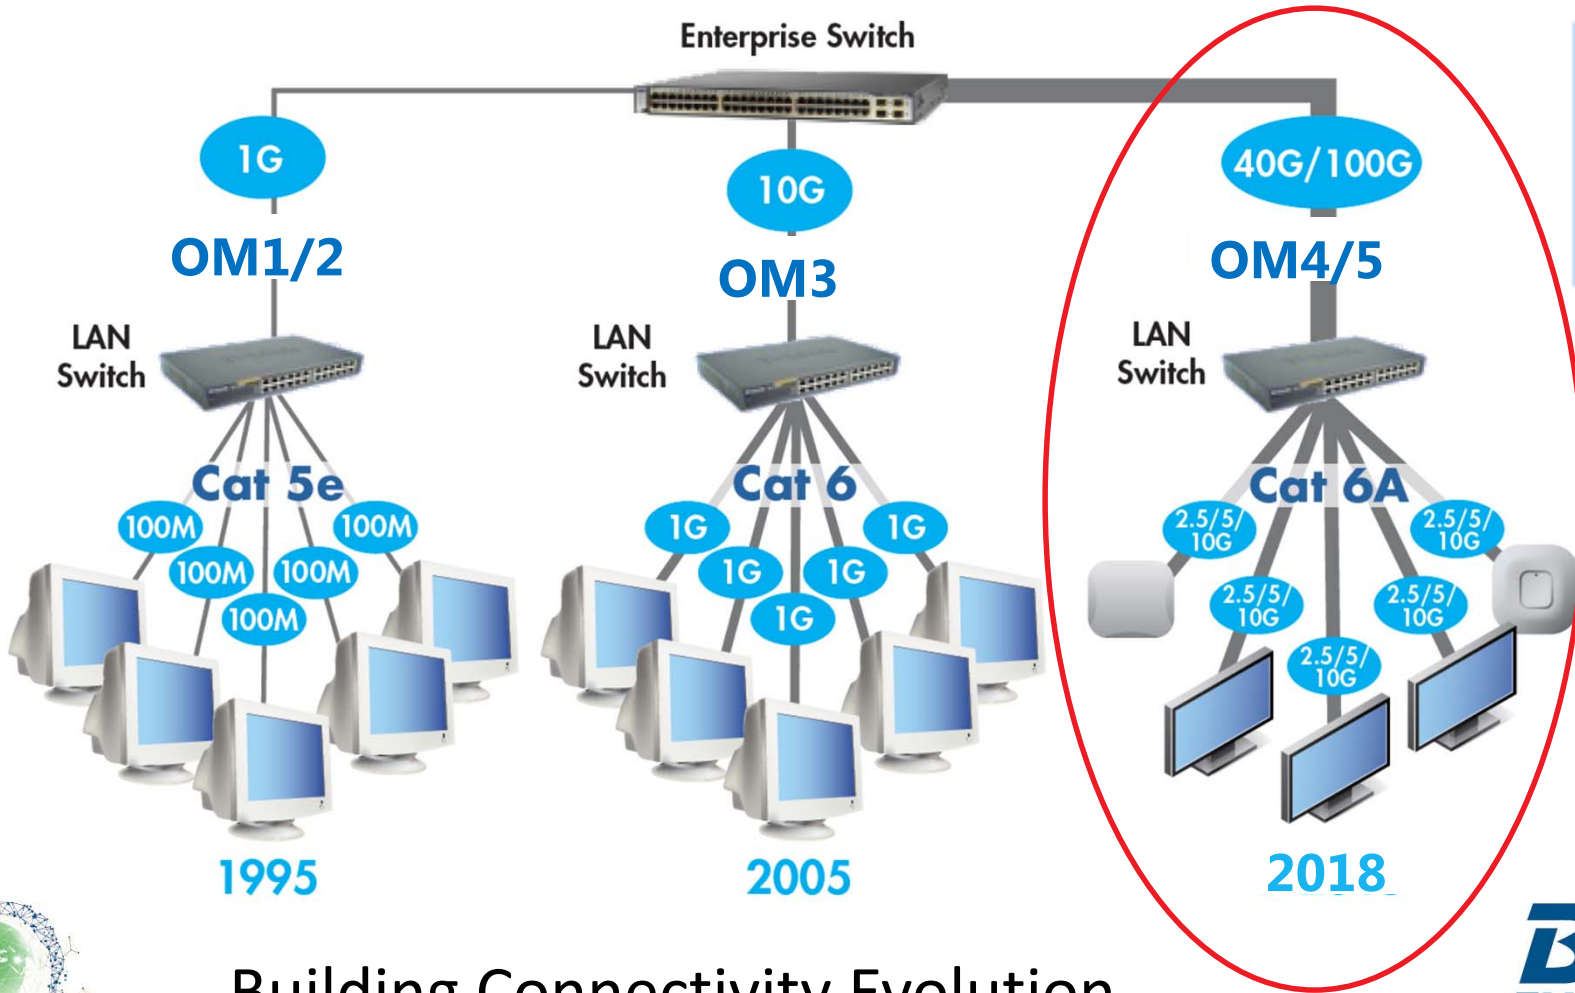 Enterprise Switch
1G
10G
40G/100G
OM1/2
OM3
OM4/5
LAN
Switch
LAN
Switch
LAN
Switch
Cat 5e
100M
100M
100M
100M
100M
Cat 6
1G
1G
1G
1G
1G
Cat 6A
2.5/5/
10G
2.5/5/
10G
2.5/5/
10G
2.5/5/
10G
2.5/5/
10G
1995
2005
2018
Building Connectivity Evolution